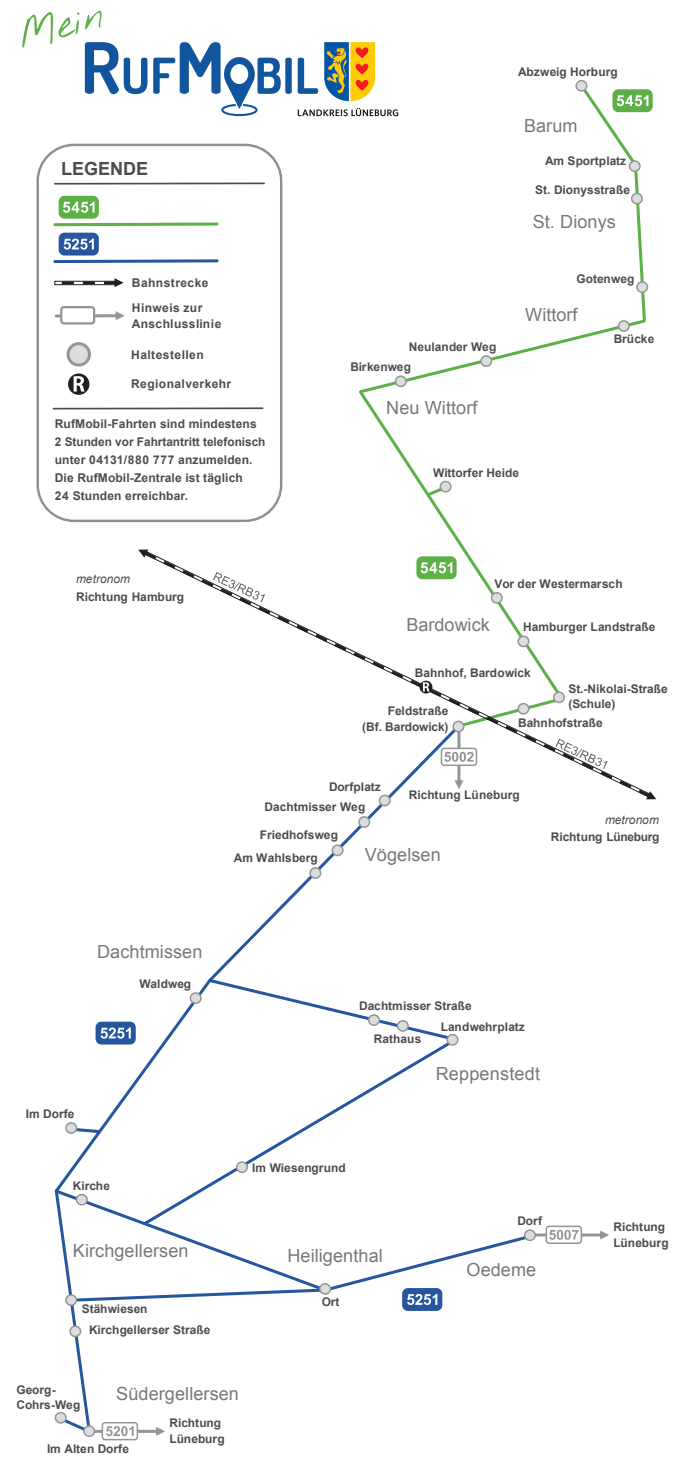 Mein
RUFMOBIL
LANDKREIS LÜNEBURG
LEGENDE
5451
5251
Bahnstrecke
Hinweis zur
Anschlusslinie
Haltestellen
R
Regionalverkehr
RufMobil-Fahrten sind mindestens
2 Stunden vor Fahrtantritt telefonisch
unter 04131/880 777 anzumelden.
Die RufMobil-Zentrale ist täglich
24 Stunden erreichbar.
Abzweig Horburg
5451
Barum
Am Sportplatz
St. Dionysstraße
St. Dionys
Gotenweg
Wittorf
Brücke
Neulander Weg
Birkenweg
Neu Wittorf
Wittorfer Heide
5451
metronom
Richtung Hamburg
RE3/RB31
Vor der Westermarsch
Bardowick
Hamburger Landstraße
Bahnhof, Bardowick
R
St.-Nikolai-Straße
(Schule)
Feldstraße
(Bf. Bardowick)
Bahnhofstraße
5002
RE3/RB31
Richtung Lüneburg
metronom
Richtung Lüneburg
Dorfplatz
Dachtmisser Weg
Friedhofsweg
Am Wahlsberg
Vögelsen
Dachtmissen
Waldweg
5251
Dachtmisser Straße
Rathaus
Landwehrplatz
Reppenstedt
Im Dorfe
Im Wiesengrund
Kirche
Kirchgellersen
Heiligenthal
Dorf
5007
Richtung
Lüneburg
Oedeme
Stähwiesen
Ort
5251
Kirchgellerser Straße
Georg-
Cohrs-Weg
Südergellersen
5201
Richtung
Lüneburg
Im Alten Dorfe